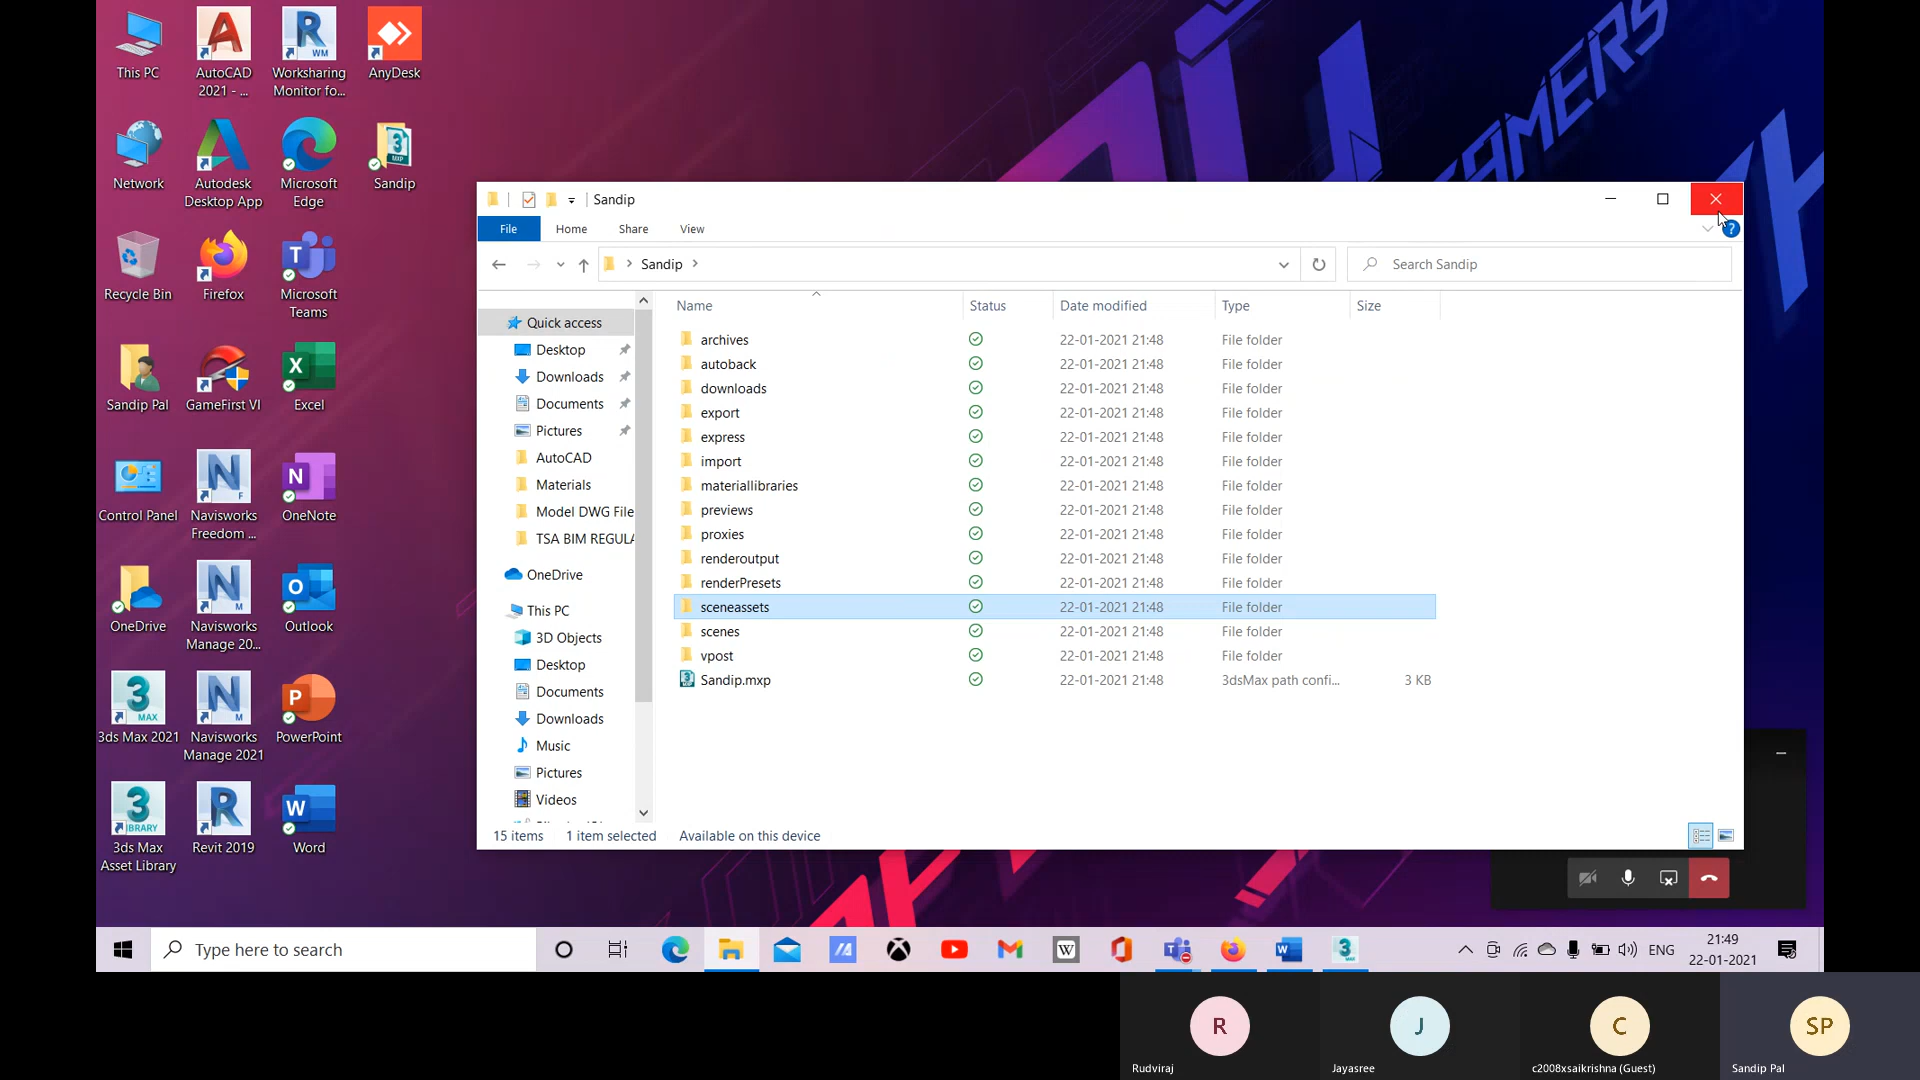 This PC
AutoCAD
2021 - ...
WM
Worksharing
Monitor fo...
AnyDesk
Network
Autodesk
Desktop App
Microsoft
Edge
MXP
Sandip
Recycle Bin
Firefox
Microsoft
Teams
Sandip Pal
GameFirst VI
Excel
Control Panel
Navisworks
Freedom ...
OneNote
OneDrive
Navisworks
Manage 20...
Outlook
3ds Max 2021
Navisworks
Manage 2021
PowerPoint
3ds Max
Asset Library
Revit 2019
Word
GAMERS
Sandip
File
Home
Share
View
Sandip
Search Sandip
Name
Status
Date modified
Type
Size
Quick access
Desktop
Downloads
Documents
Pictures
AutoCAD
Materials
Model DWG File
TSA BIM REGULA
OneDrive
This PC
3D Objects
Desktop
Documents
Downloads
Music
Pictures
Videos
archives 22-01-2021 21:48 File folder
autoback 22-01-2021 21:48 File folder
downloads 22-01-2021 21:48 File folder
export 22-01-2021 21:48 File folder
express 22-01-2021 21:48 File folder
import 22-01-2021 21:48 File folder
materiallibraries 22-01-2021 21:48 File folder
previews 22-01-2021 21:48 File folder
proxies 22-01-2021 21:48 File folder
renderoutput 22-01-2021 21:48 File folder
renderPresets 22-01-2021 21:48 File folder
sceneassets 22-01-2021 21:48 File folder
scenes 22-01-2021 21:48 File folder
vpost 22-01-2021 21:48 File folder
Sandip.mxp 22-01-2021 21:48 3dsMax path confi... 3 KB
15 items 1 item selected Available on this device
Type here to search
ENG
21:49
22-01-2021
R
J
C
SP
Rudviraj
Jayasree
c2008xsaikrishna (Guest)
Sandip Pal